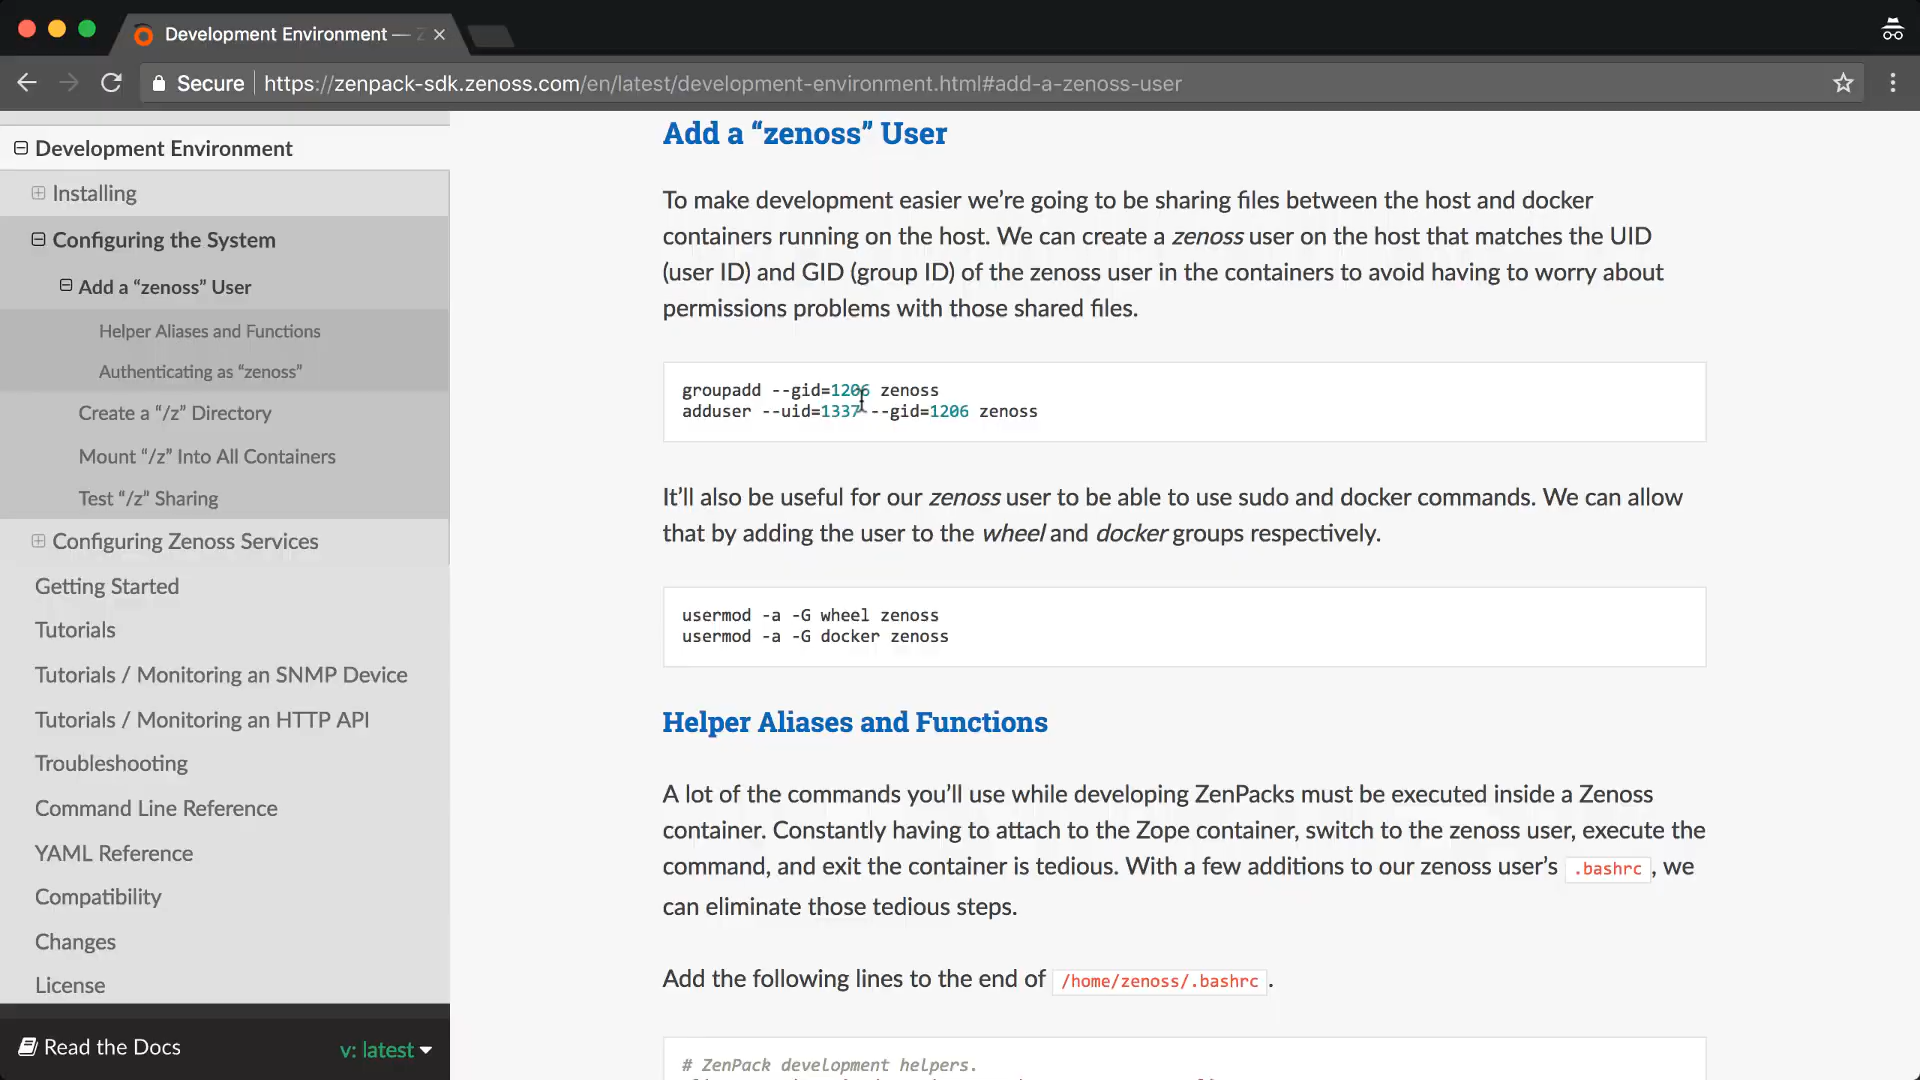 Development Environment —
Secure
https://zenpack-sdk.zenoss.com/en/latest/development-environment.html#add-a-zenoss-user
Development Environment
Installing
Configuring the System
Add a “zenoss” User
Helper Aliases and Functions
Authenticating as “zenoss”
Create a “/z” Directory
Mount “/z” Into All Containers
Test “/z” Sharing
Configuring Zenoss Services
Getting Started
Tutorials
Tutorials / Monitoring an SNMP Device
Tutorials / Monitoring an HTTP API
Troubleshooting
Command Line Reference
YAML Reference
Compatibility
Changes
License
Read the Docs
v: latest
Add a “zenoss” User
To make development easier we’re going to be sharing files between the host and docker
containers running on the host. We can create a zenoss user on the host that matches the UID
(user ID) and GID (group ID) of the zenoss user in the containers to avoid having to worry about
permissions problems with those shared files.
groupadd --gid=1206 zenoss
adduser --uid=1337 --gid=1206 zenoss
It’ll also be useful for our zenoss user to be able to use sudo and docker commands. We can allow
that by adding the user to the wheel and docker groups respectively.
usermod -a -G wheel zenoss
usermod -a -G docker zenoss
Helper Aliases and Functions
A lot of the commands you’ll use while developing ZenPacks must be executed inside a Zenoss
container. Constantly having to attach to the Zope container, switch to the zenoss user, execute the
command, and exit the container is tedious. With a few additions to our zenoss user’s .bashrc, we
can eliminate those tedious steps.
Add the following lines to the end of /home/zenoss/.bashrc.
# ZenPack development helpers.